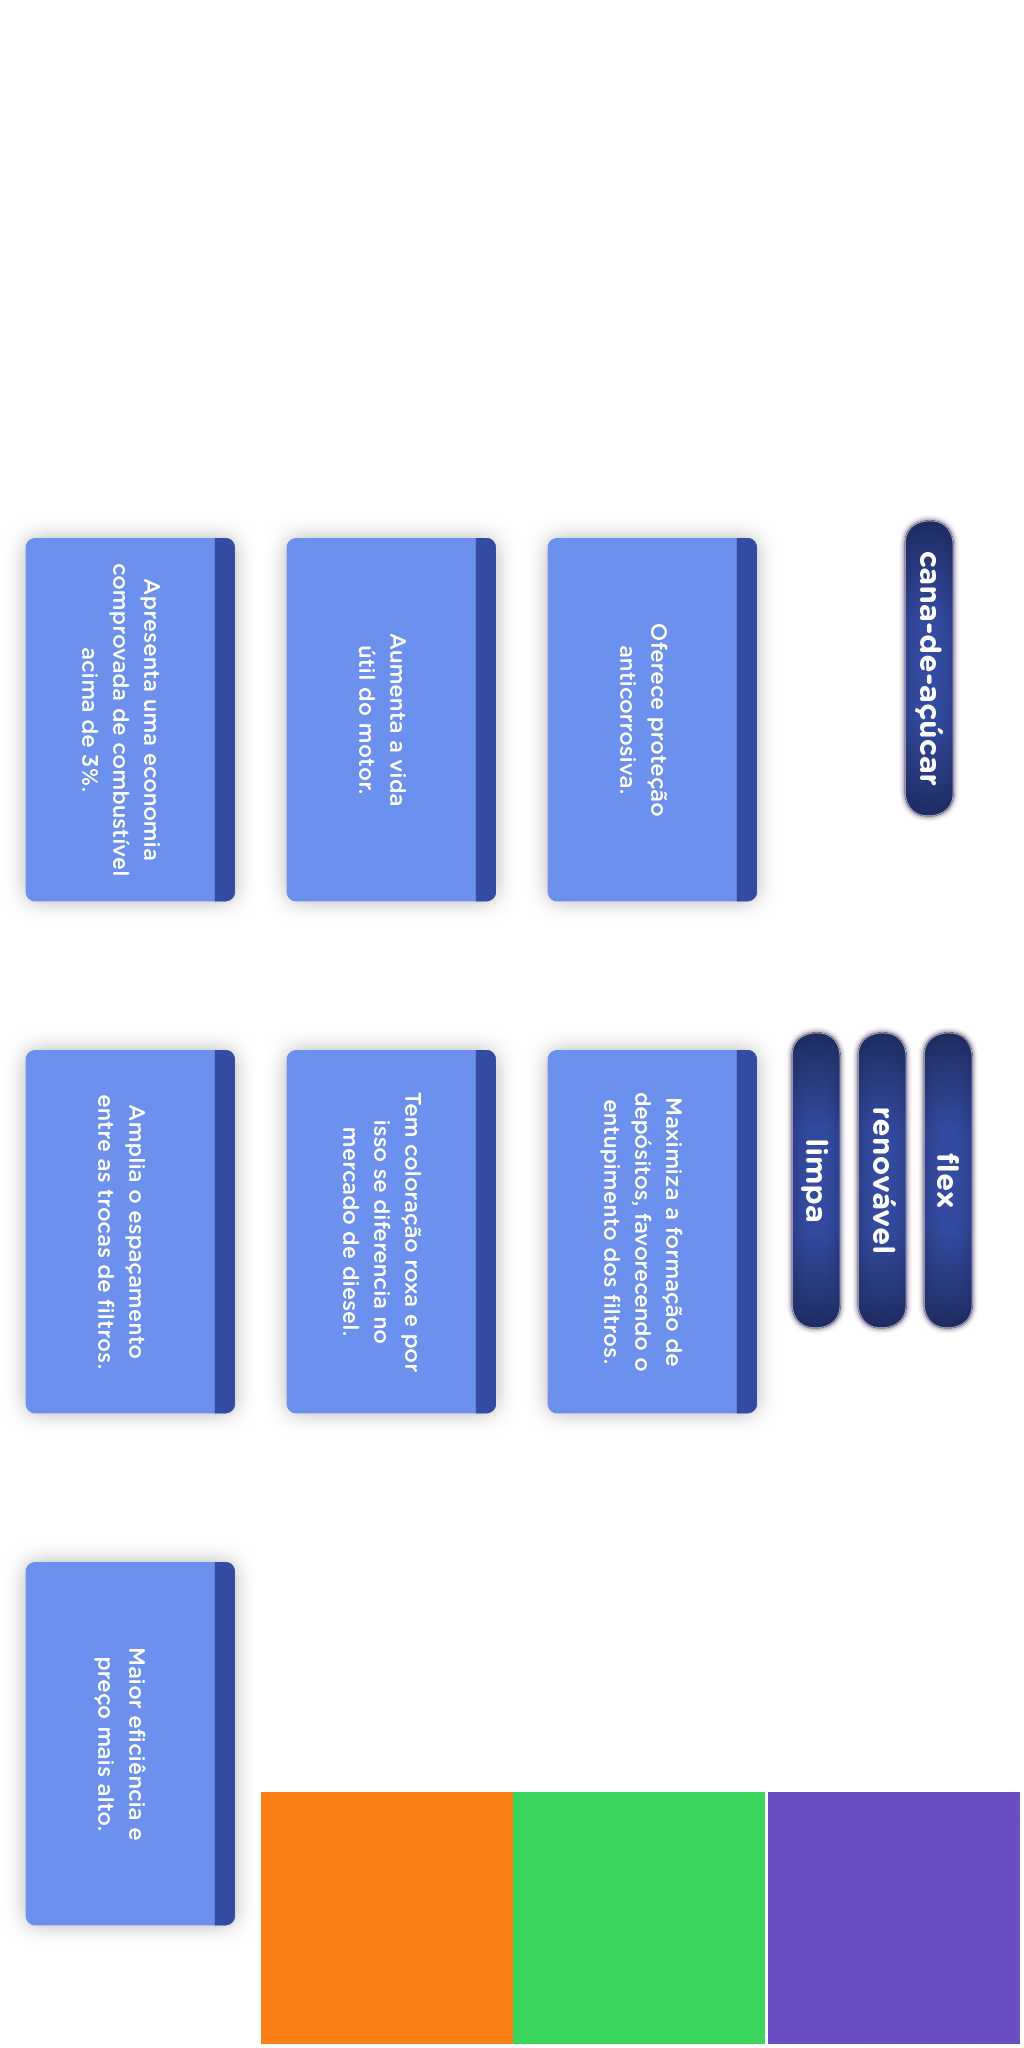 cana-de-açúcar
flex
renovável
limpa
Oferece proteção
anticorrosiva.
Maximiza a formação de
depósitos, favorecendo o
entupimento dos filtros.
Aumenta a vida
útil do motor.
Tem coloração roxa e por
isso se diferencia no
mercado de diesel.
Apresenta uma economia
comprovada de combustível
acima de 3%.
Amplia o espaçamento
entre as trocas de filtros.
Maior eficiência e
preço mais alto.